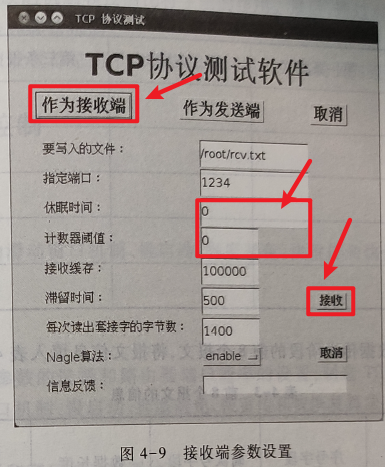 TCP 协议测试
TCP协议测试软件
作为接收端 作为发送端 取消
要写入的文件： /root/rcv.txt
指定端口： 1234
休眠时间： 0
计数器阈值： 0
接收缓存： 100000
滞留时间： 500 接收
每次读出套接字的字节数： 1400
Nagle算法： enable 取消
信息反馈：
图 4-9 接收端参数设置